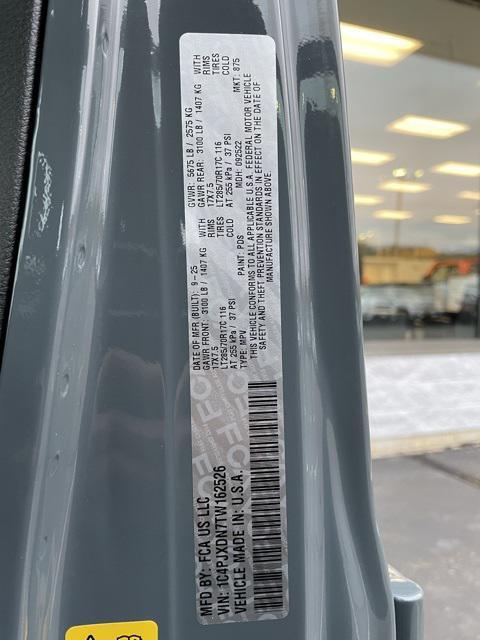 MFD BY: FCA US LLC
VIN: 1C4PJXDN7TW162526
VEHICLE MADE IN: U.S.A.
DATE OF MFR (BUILT): 9-25 GVWR: 5675 LB / 2575 KG
GAWR FRONT: 3100 LB / 1407 KG WITH GAWR REAR: 3100 LB / 1407 KG WITH
17X7.5 RIMS 17X7.5 RIMS
LT285/70R17C 116 TIRES LT285/70R17C 116 TIRES
AT 255 kPa / 37 PSI COLD AT 255 kPa / 37 PSI COLD
TYPE: MPV PAINT: PDS MDH: 092522 MKT: 875
THIS VEHICLE CONFORMS TO ALL APPLICABLE U.S.A. FEDERAL MOTOR VEHICLE
SAFETY AND THEFT PREVENTION STANDARDS IN EFFECT ON THE DATE OF
MANUFACTURE SHOWN ABOVE.